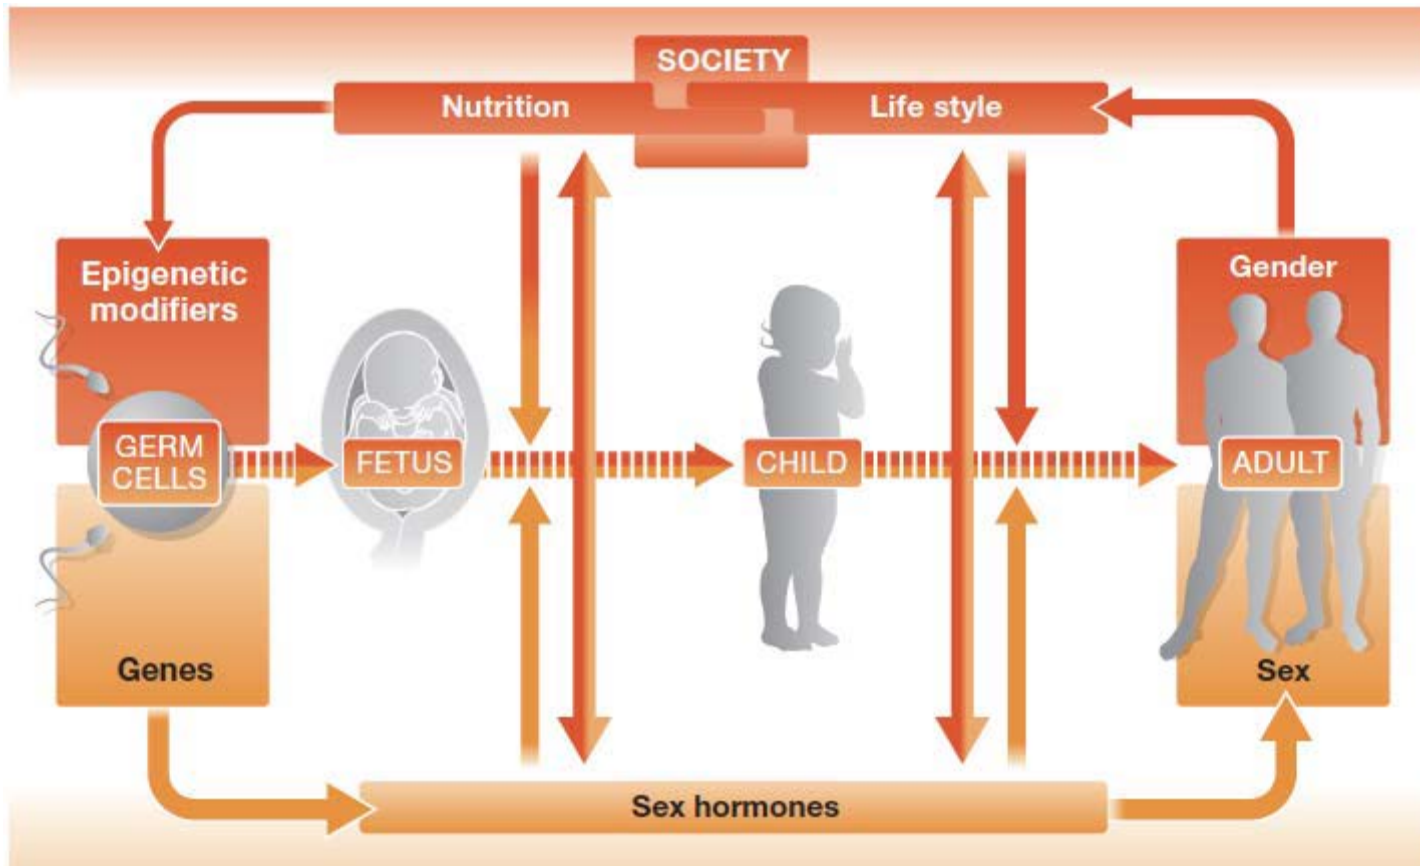 SOCIETY
Nutrition
Life style
Epigenetic
modifiers
Gender
GERM
CELLS
FETUS
CHILD
ADULT
Genes
Sex
Sex hormones